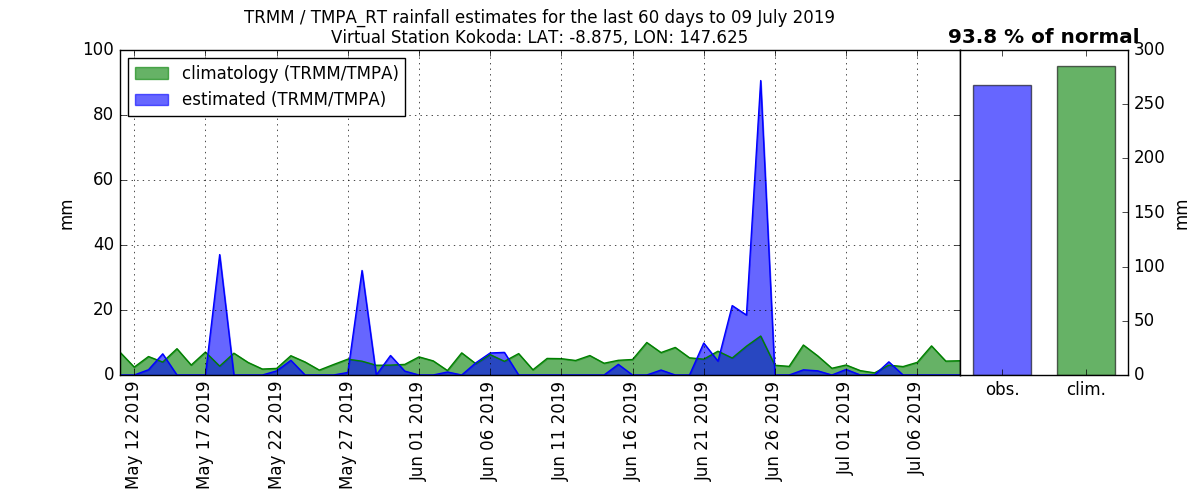 TRMM / TMPA_RT rainfall estimates for the last 60 days to 09 July 2019
Virtual Station Kokoda: LAT: -8.875, LON: 147.625
93.8 % of normal
climatology (TRMM/TMPA)
estimated (TRMM/TMPA)
mm
100
80
60
40
20
0
May 12 2019
May 17 2019
May 22 2019
May 27 2019
Jun 01 2019
Jun 06 2019
Jun 11 2019
Jun 16 2019
Jun 21 2019
Jun 26 2019
Jul 01 2019
Jul 06 2019
obs.
clim.
300
250
200
150
100
50
0
mm